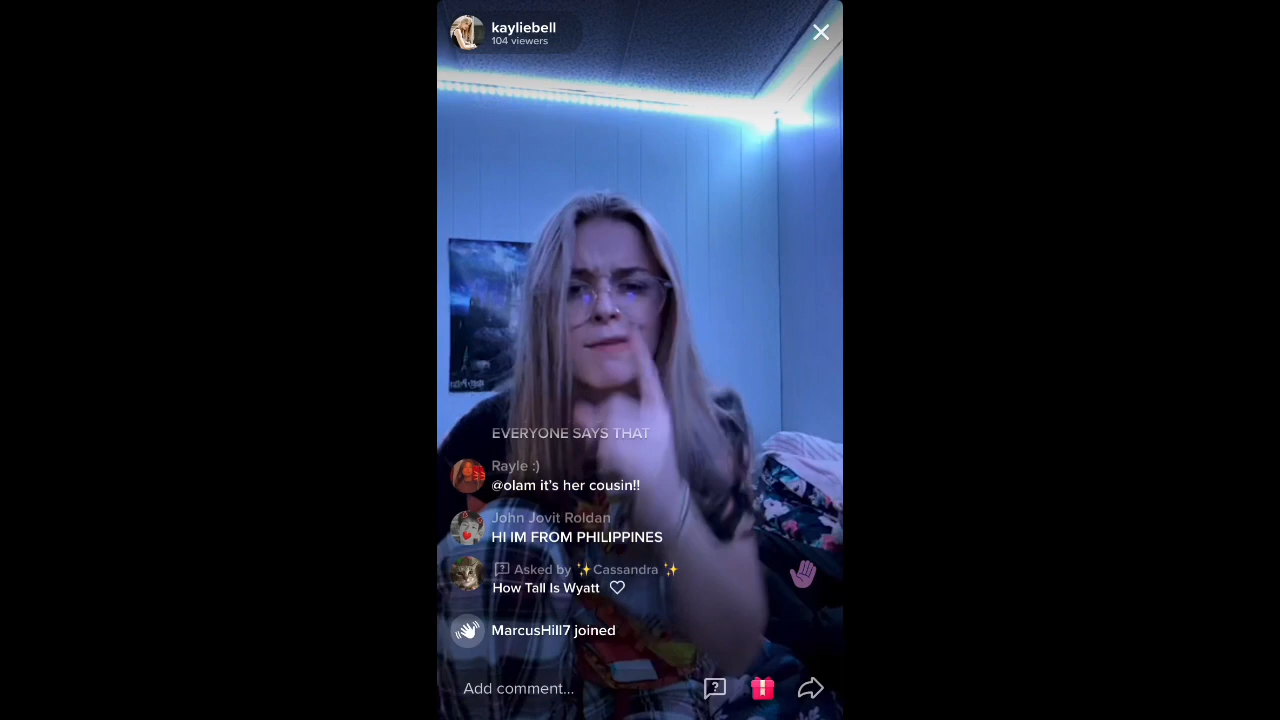 kayliebell
104 viewers
EVERYONE SAYS THAT
Rayle :)
@olam it's her cousin!!
John Jovit Roldan
HI IM FROM PHILIPPINES
Asked by ✨Cassandra ✨
How Tall Is Wyatt
MarcusHill7 joined
Add comment...